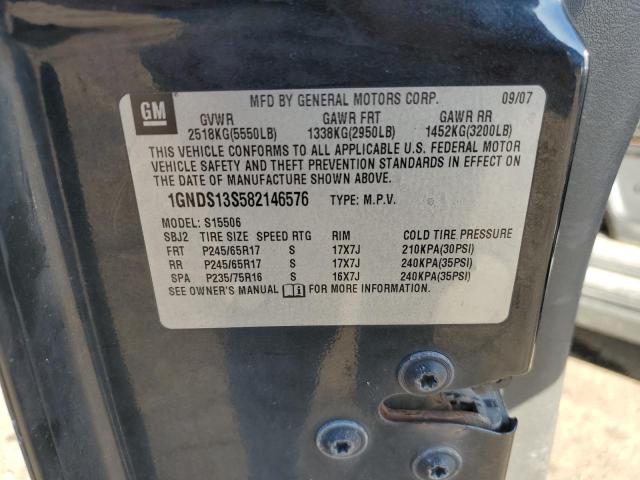 GM
MFD BY GENERAL MOTORS CORP. 09/07
GVWR GAWR FRT GAWR RR
2518KG(5550LB) 1338KG(2950LB) 1452KG(3200LB)
THIS VEHICLE CONFORMS TO ALL APPLICABLE U.S. FEDERAL MOTOR
VEHICLE SAFETY AND THEFT PREVENTION STANDARDS IN EFFECT ON
THE DATE OF MANUFACTURE SHOWN ABOVE.
1GNDS13S582146576 TYPE: M.P.V.
MODEL: S15506
SBJ2 TIRE SIZE SPEED RTG RIM COLD TIRE PRESSURE
FRT P245/65R17 S 17X7J 210KPA(30PSI)
RR P245/65R17 S 17X7J 240KPA(35PSI)
SPA P235/75R16 S 16X7J 240KPA(35PSI)
SEE OWNER'S MANUAL FOR MORE INFORMATION.